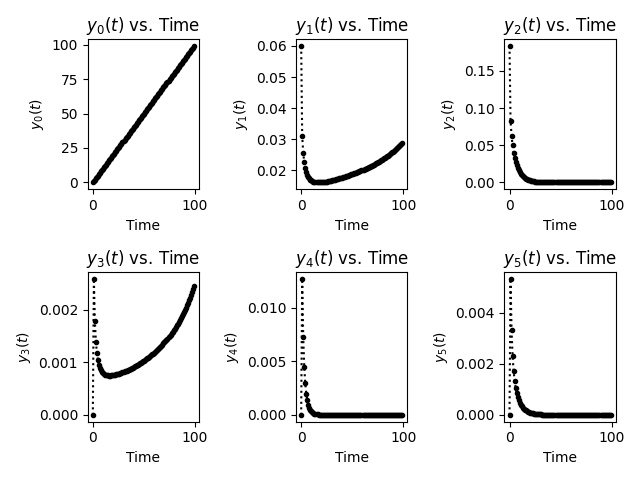 y₀(t) vs. Time
y₁(t) vs. Time
y₂(t) vs. Time
100
75
50
25
0
y₀(t)
0
100
Time
0.06
0.05
0.04
0.03
0.02
y₁(t)
0
100
Time
0.15
0.10
0.05
0.00
y₂(t)
0
100
Time
y₃(t) vs. Time
y₄(t) vs. Time
y₅(t) vs. Time
0.002
0.001
0.000
y₃(t)
0
100
Time
0.010
0.005
0.000
y₄(t)
0
100
Time
0.004
0.002
0.000
y₅(t)
0
100
Time